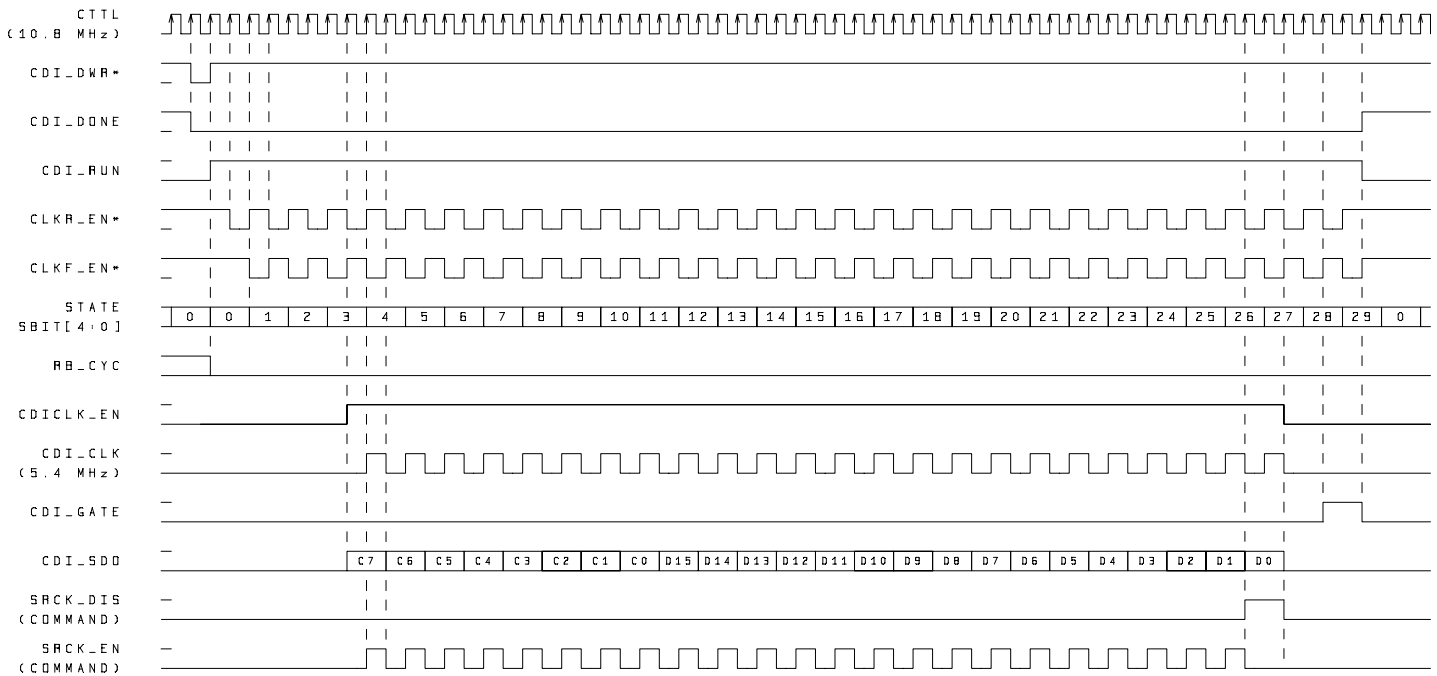 CTTL
(10.8 MHz)
CDI_DWR*
CDI_DONE
CDI_RUN
CLKR_EN*
CLKF_EN*
STATE
SBIT[4:0]
0 0 1 2 3 4 5 6 7 8 9 10 11 12 13 14 15 16 17 18 19 20 21 22 23 24 25 26 27 28 29 0
RB_CYC
CDICLK_EN
CDI_CLK
(5.4 MHz)
CDI_GATE
CDI_SDO
C7 C6 C5 C4 C3 C2 C1 C0 D15 D14 D13 D12 D11 D10 D9 D8 D7 D6 D5 D4 D3 D2 D1 D0
SRCK_DIS
(COMMAND)
SRCK_EN
(COMMAND)